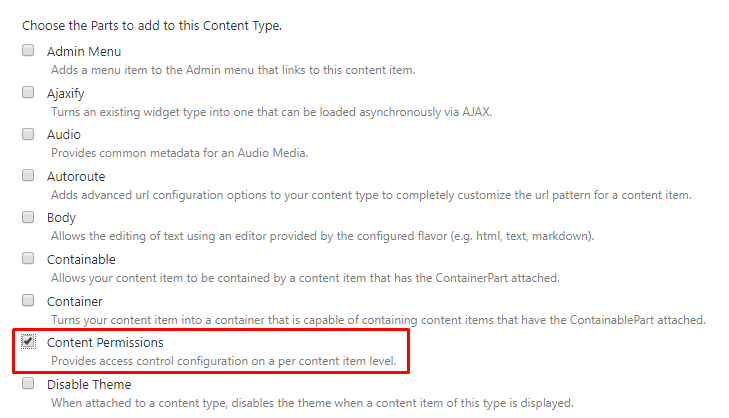 Choose the Parts to add to this Content Type.
Admin Menu
Adds a menu item to the Admin menu that links to this content item.
Ajaxify
Turns an existing widget type into one that can be loaded asynchronously via AJAX.
Audio
Provides common metadata for an Audio Media.
Autoroute
Adds advanced url configuration options to your content type to completely customize the url pattern for a content item.
Body
Allows the editing of text using an editor provided by the configured flavor (e.g. html, text, markdown).
Containable
Allows your content item to be contained by a content item that has the ContainerPart attached.
Container
Turns your content item into a container that is capable of containing content items that have the ContainablePart attached.
Content Permissions
Provides access control configuration on a per content item level.
Disable Theme
When attached to a content type, disables the theme when a content item of this type is displayed.